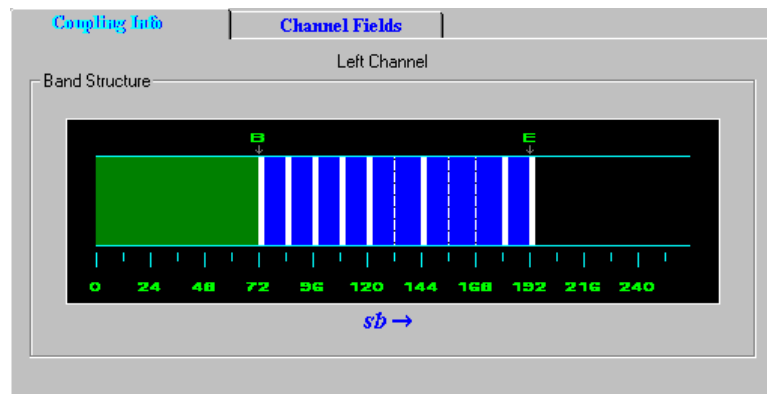 Coupling Info Channel Fields
Left Channel
Band Structure
B E
0 24 48 72 96 120 144 168 192 216 240
sb →